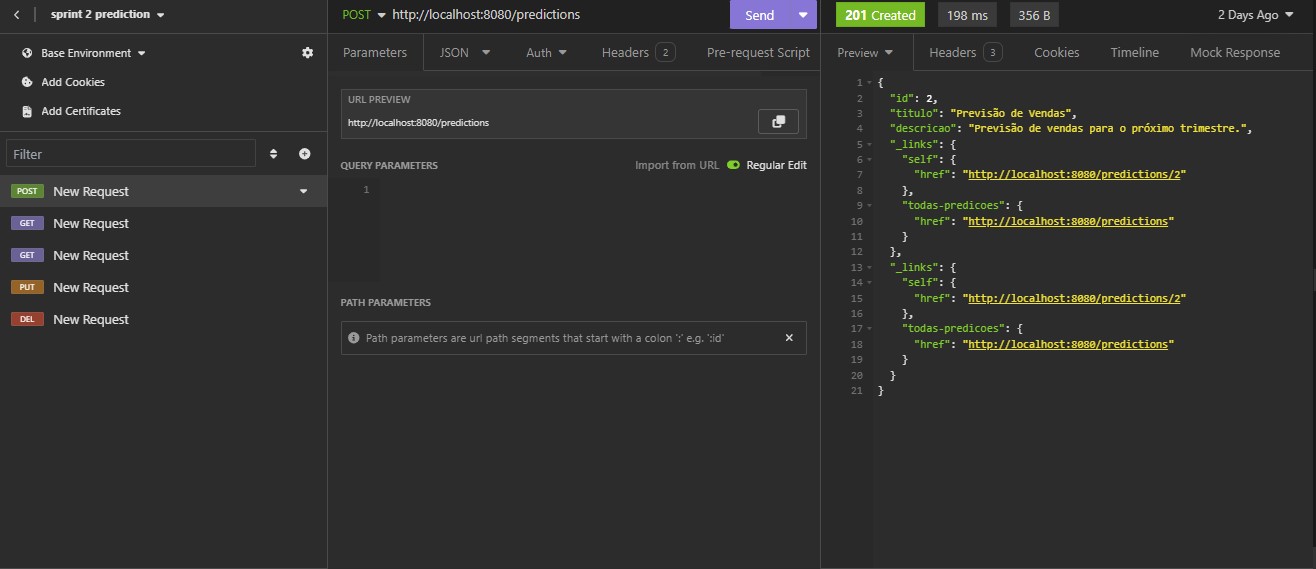 sprint 2 prediction
Base Environment
Add Cookies
Add Certificates
Filter
POST New Request
GET New Request
GET New Request
PUT New Request
DEL New Request
POST http://localhost:8080/predictions Send
Parameters JSON Auth Headers 2 Pre-request Script
URL PREVIEW
http://localhost:8080/predictions
QUERY PARAMETERS Import from URL Regular Edit
1
PATH PARAMETERS
Path parameters are url path segments that start with a colon ':' e.g. ':id'
201 Created 198 ms 356 B 2 Days Ago
Preview Headers 3 Cookies Timeline Mock Response
1 {
2 "id": 2,
3 "titulo": "Previsão de Vendas",
4 "descricao": "Previsão de vendas para o próximo trimestre.",
5 "_links": {
6 "self": {
7 "href": "http://localhost:8080/predictions/2"
8 },
9 "todas-predicoes": {
10 "href": "http://localhost:8080/predictions"
11 }
12 },
13 "_links": {
14 "self": {
15 "href": "http://localhost:8080/predictions/2"
16 },
17 "todas-predicoes": {
18 "href": "http://localhost:8080/predictions"
19 }
20 }
21 }